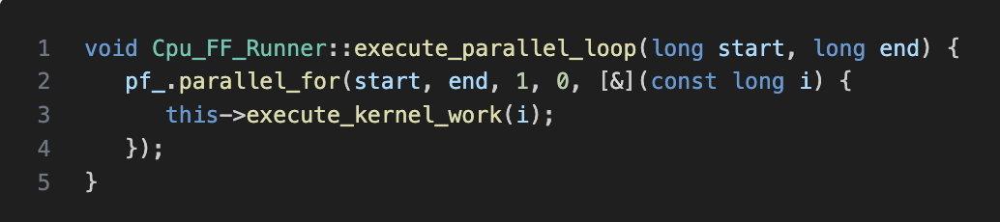 1 void Cpu_FF_Runner::execute_parallel_loop(long start, long end) {
2 pf_.parallel_for(start, end, 1, 0, [&](const long i) {
3 this->execute_kernel_work(i);
4 });
5 }